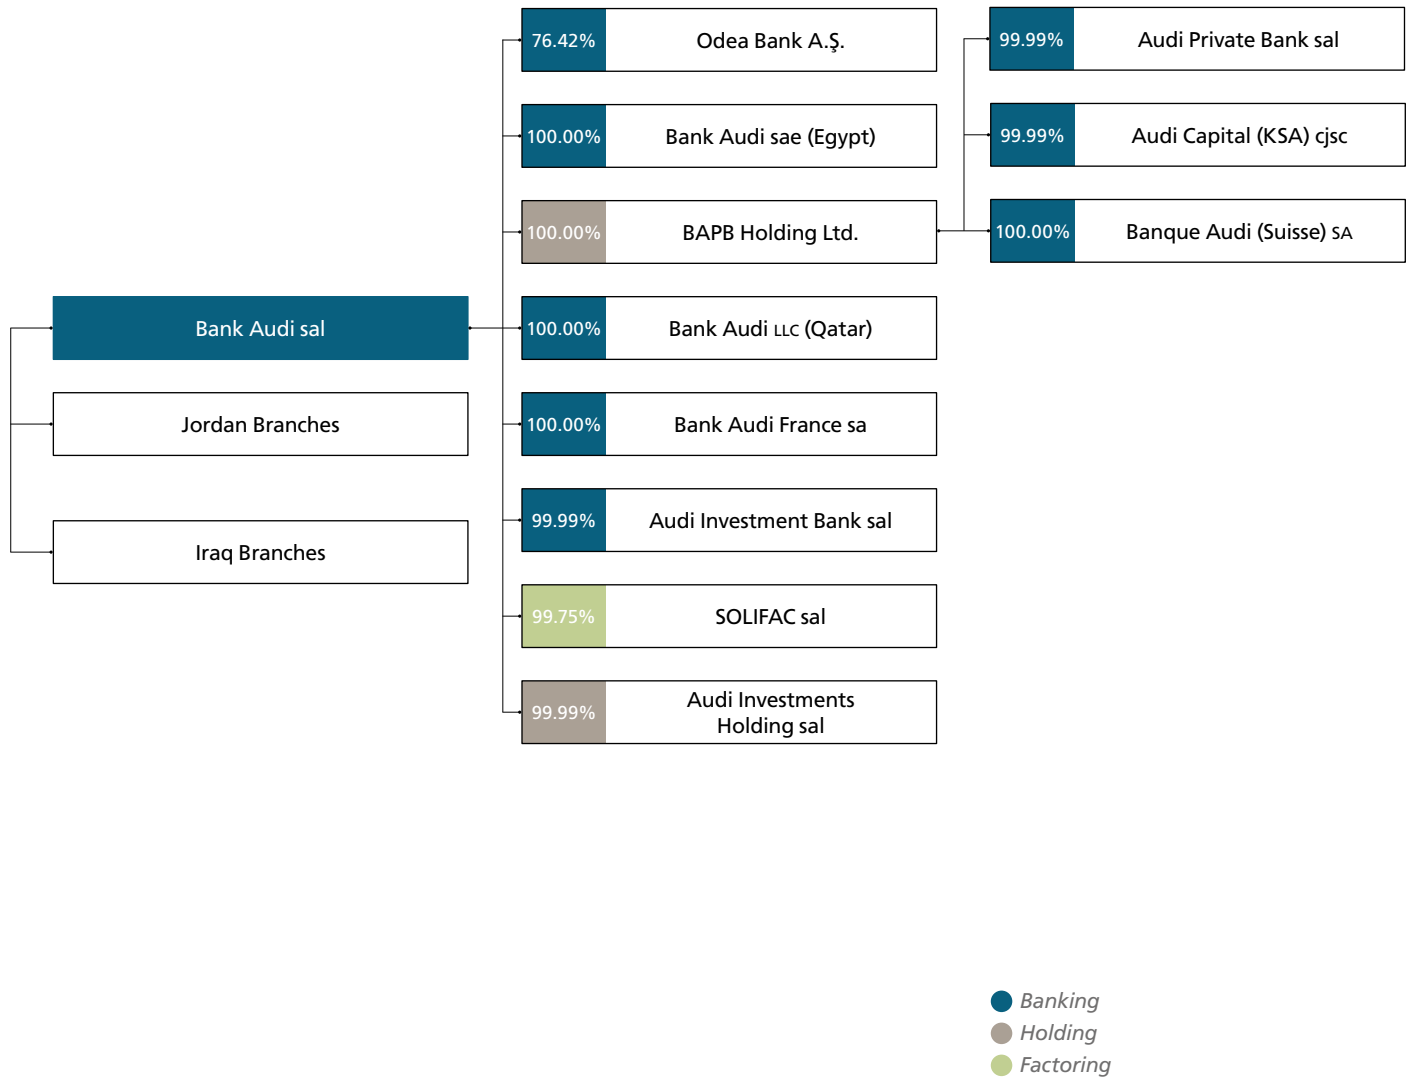 Bank Audi sal
Jordan Branches
Iraq Branches
76.42% Odea Bank A.Ş.
100.00% Bank Audi sae (Egypt)
100.00% BAPB Holding Ltd.
100.00% Bank Audi LLC (Qatar)
100.00% Bank Audi France sa
99.99% Audi Investment Bank sal
99.75% SOLIFAC sal
99.99% Audi Investments
Holding sal
99.99% Audi Private Bank sal
99.99% Audi Capital (KSA) cjsc
100.00% Banque Audi (Suisse) SA
Banking
Holding
Factoring